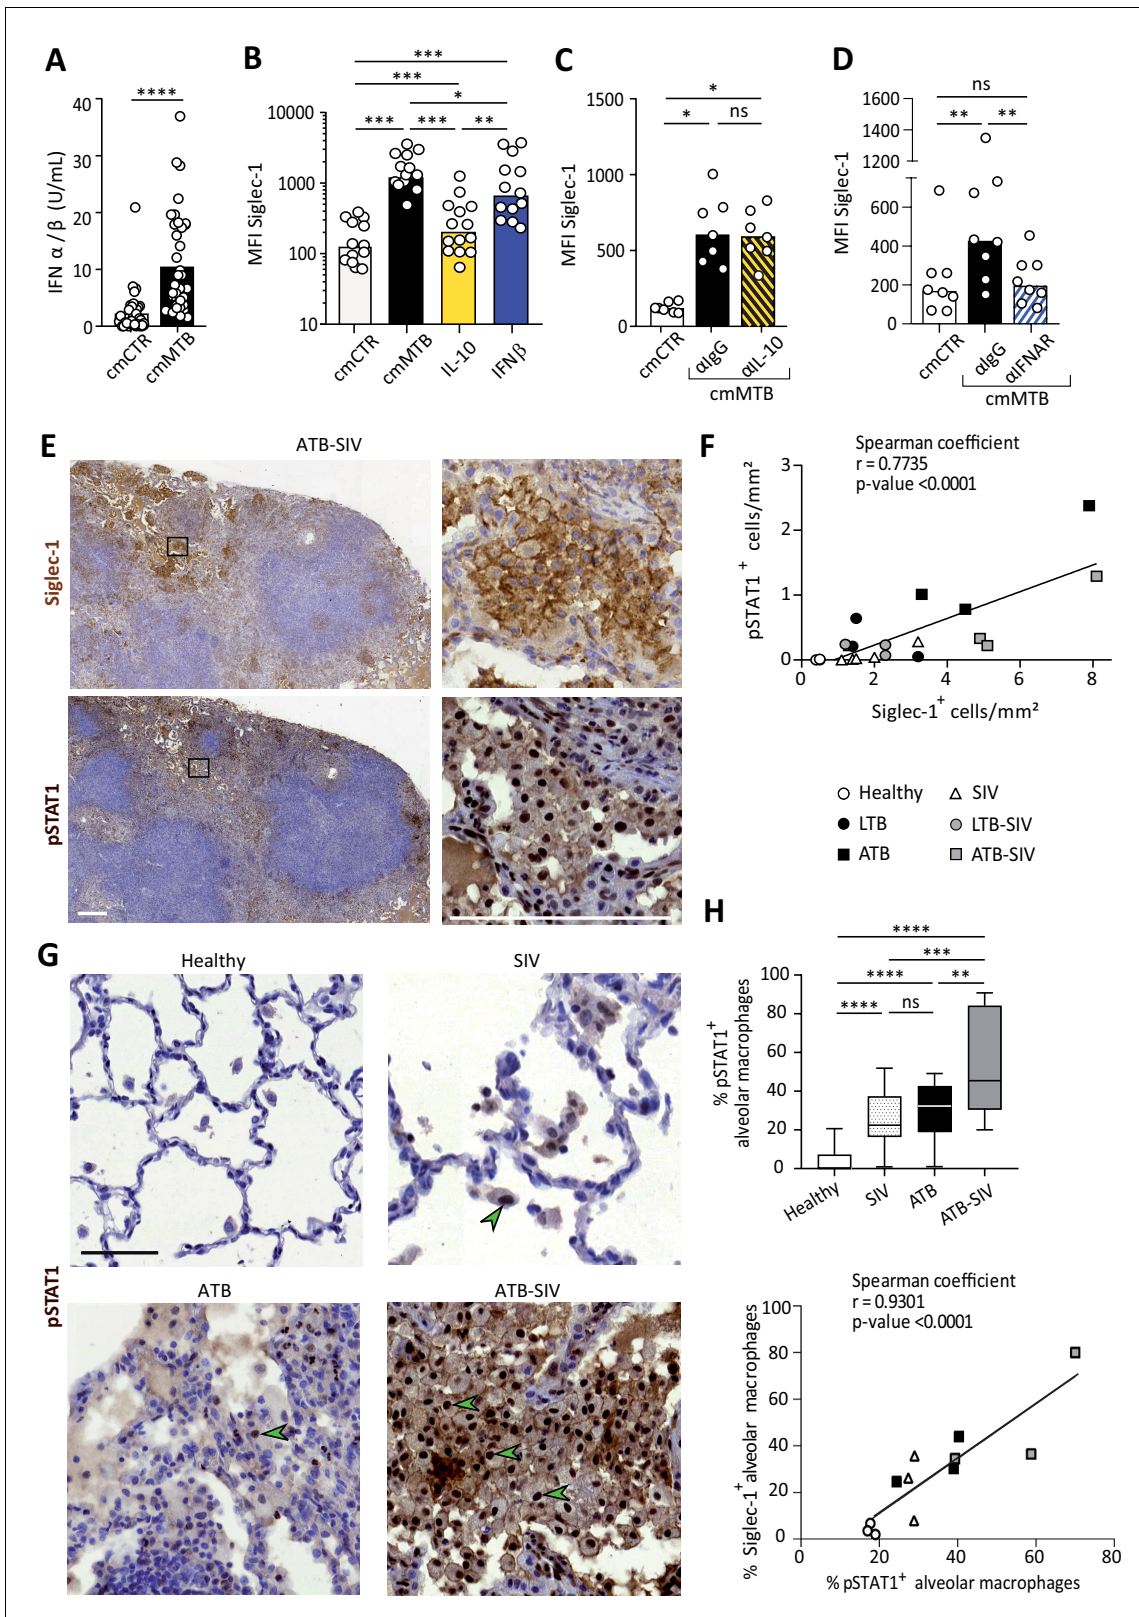 A
****
IFN α / β (U/mL)
40
30
20
10
0
cmCTR
cmMTB
B
***
***
*
***
***
**
MFI Siglec-1
10000
1000
100
10
cmCTR
cmMTB
IL-10
IFNβ
C
*
*
ns
MFI Siglec-1
1500
1000
500
0
cmCTR
αIgG
αIL-10
cmMTB
D
ns
**
**
MFI Siglec-1
1600
1400
1200
600
400
200
0
cmCTR
αIgG
αIFNAR
cmMTB
E
ATB-SIV
Siglec-1
pSTAT1
F
Spearman coefficient
r = 0.7735
p-value <0.0001
pSTAT1⁺ cells/mm²
3
2
1
0
0
2
4
6
8
Siglec-1⁺ cells/mm²
Healthy
SIV
LTB
LTB-SIV
ATB
ATB-SIV
G
Healthy
SIV
pSTAT1
ATB
ATB-SIV
H
****
***
****
**
****
ns
% pSTAT1⁺
alveolar macrophages
100
80
60
40
20
0
Healthy
SIV
ATB
ATB-SIV
Spearman coefficient
r = 0.9301
p-value <0.0001
% Siglec-1⁺ alveolar macrophages
100
80
60
40
20
0
0
20
40
60
80
% pSTAT1⁺ alveolar macrophages